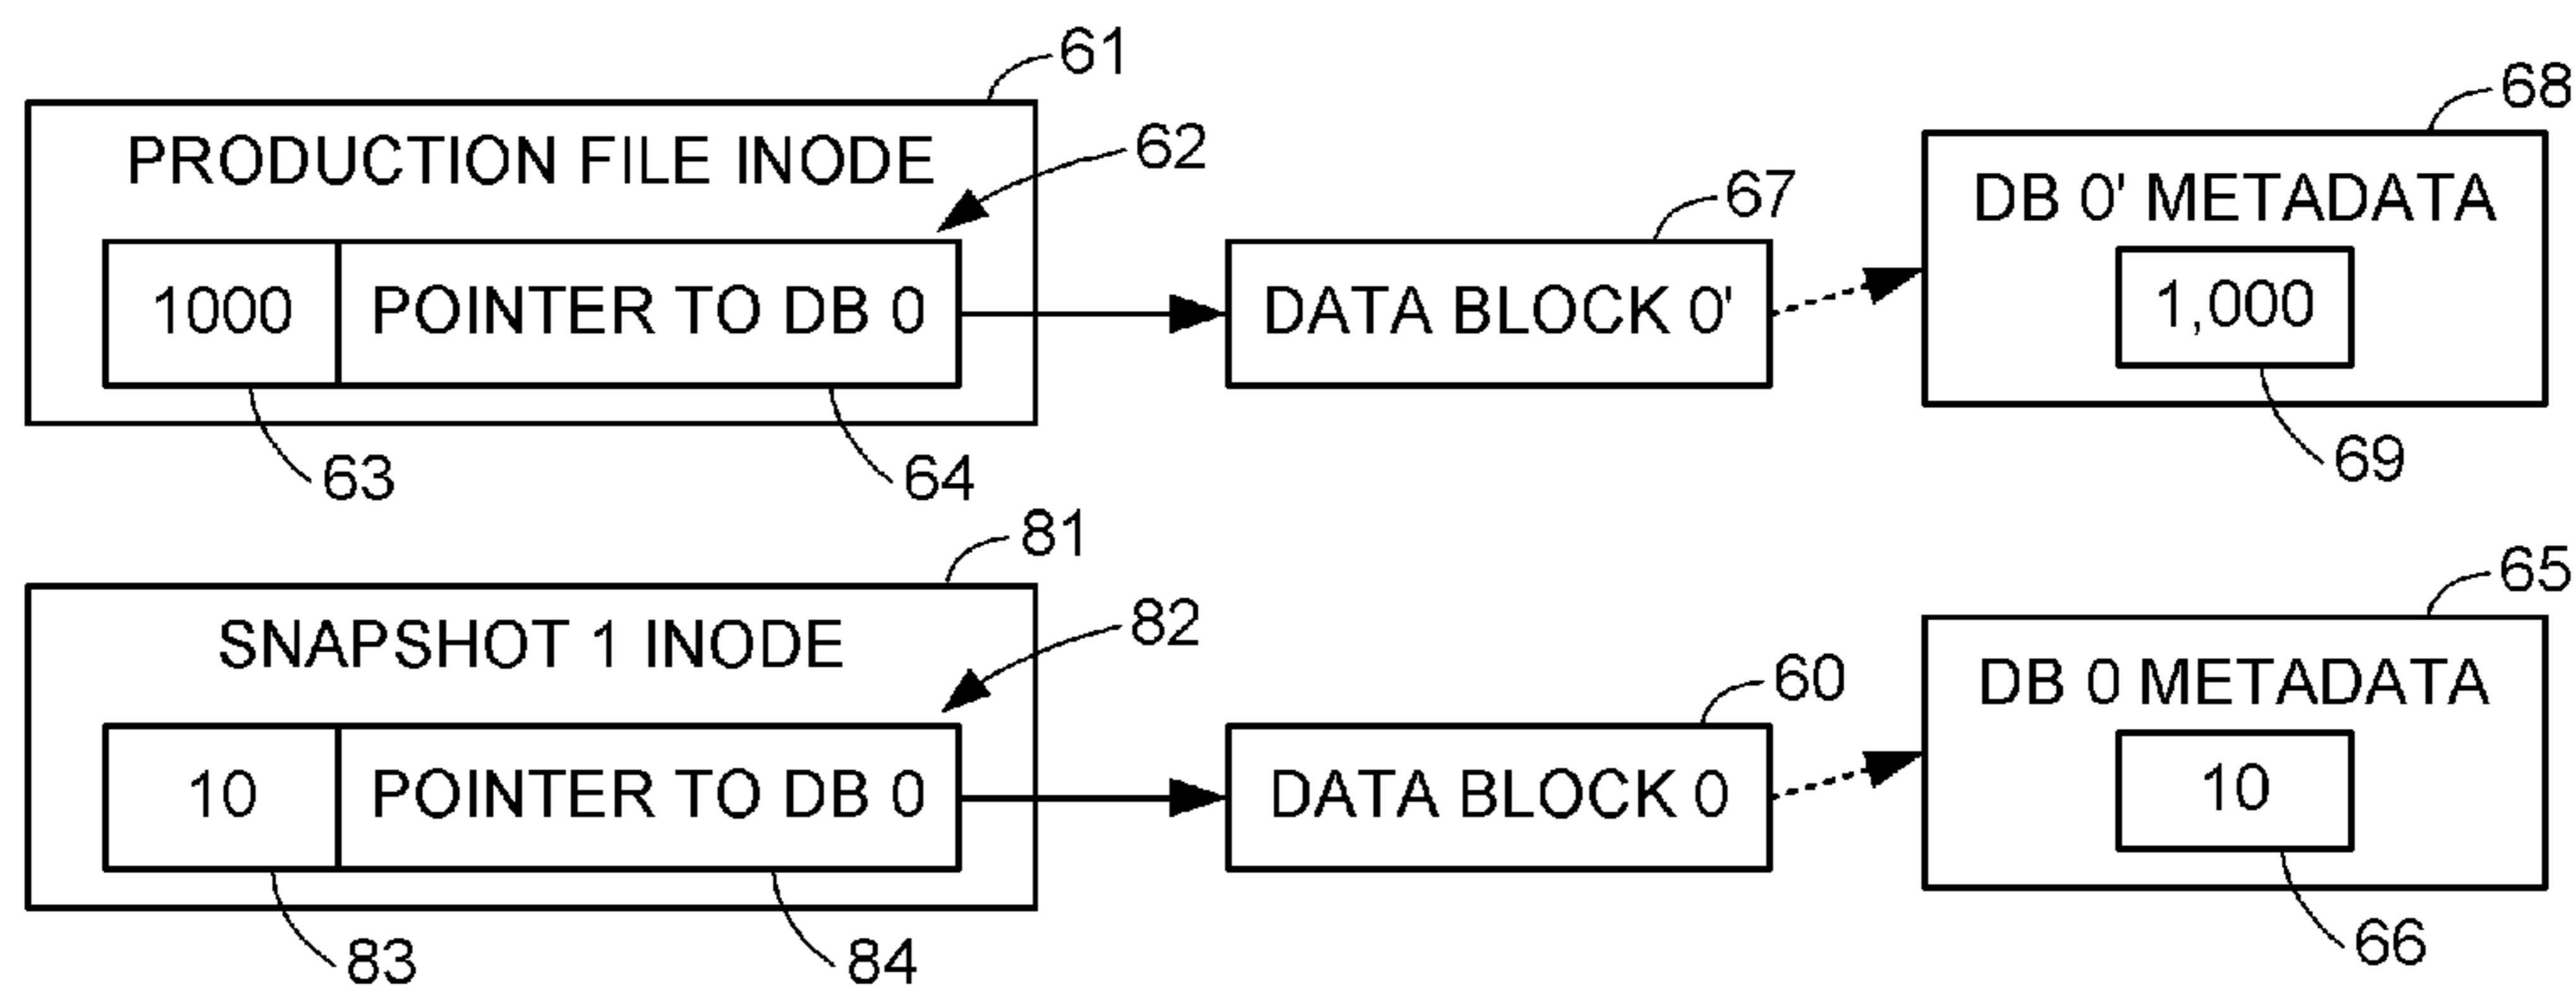 61
68
PRODUCTION FILE INODE
62
67
DB 0' METADATA
1000 POINTER TO DB 0
DATA BLOCK 0'
1,000
63
64
69
81
65
SNAPSHOT 1 INODE
82
60
DB 0 METADATA
10 POINTER TO DB 0
DATA BLOCK 0
10
83
84
66